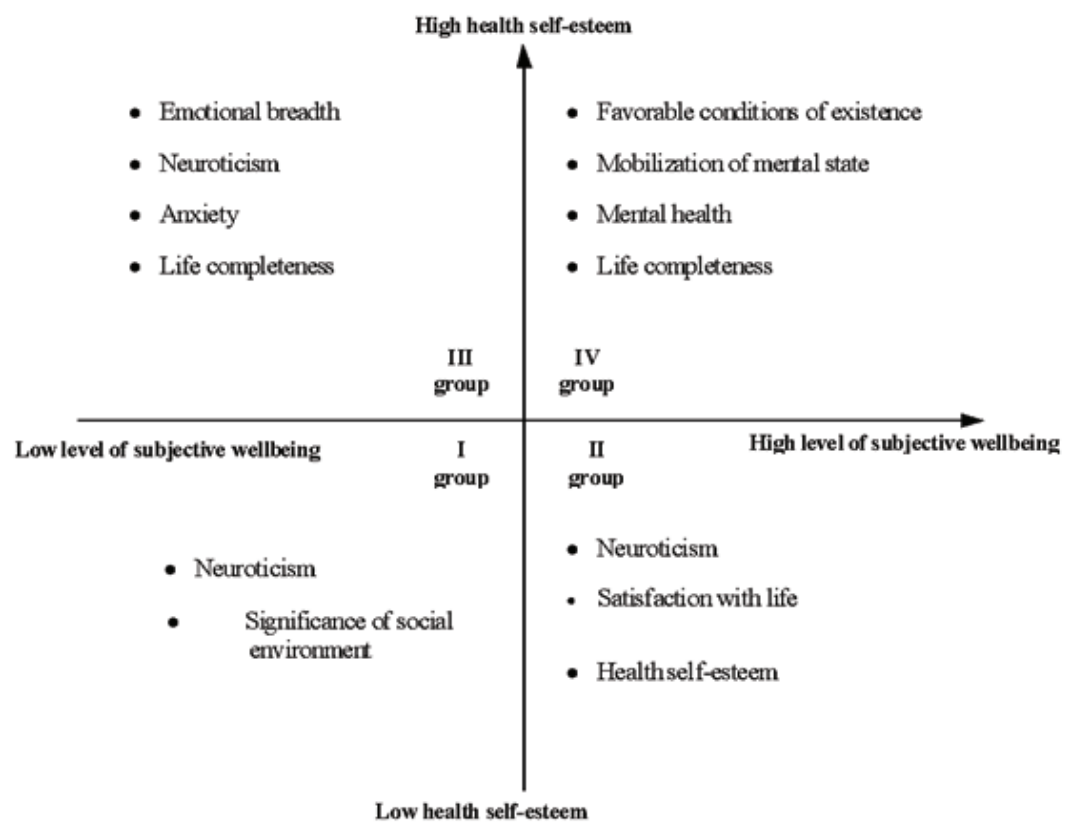 High health self-esteem
● Emotional breadth
● Neuroticism
● Anxiety
● Life completeness
● Favorable conditions of existence
● Mobilization of mental state
● Mental health
● Life completeness
III
group
IV
group
Low level of subjective wellbeing
High level of subjective wellbeing
I
group
II
group
● Neuroticism
● Significance of social
environment
● Neuroticism
• Satisfaction with life
● Health self-esteem
Low health self-esteem